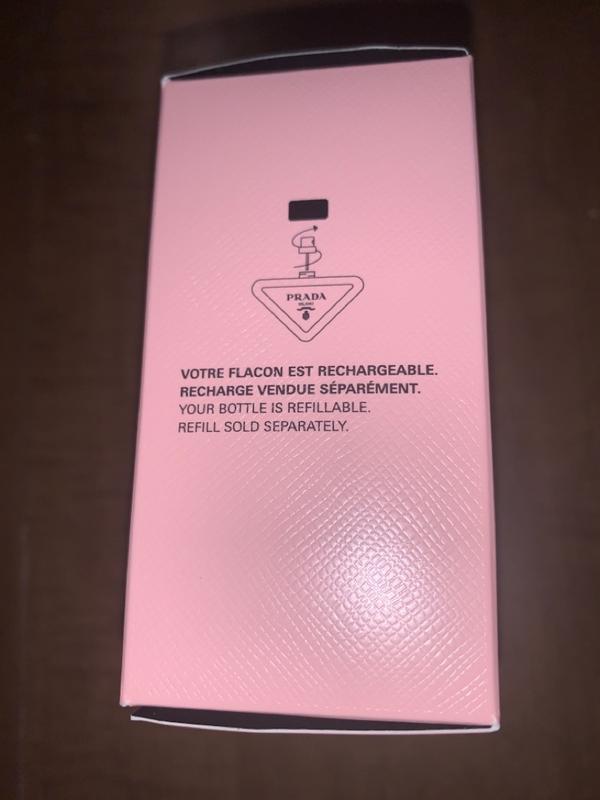 PRADA
MILANO
VOTRE FLACON EST RECHARGEABLE.
RECHARGE VENDUE SÉPARÉMENT.
YOUR BOTTLE IS REFILLABLE.
REFILL SOLD SEPARATELY.